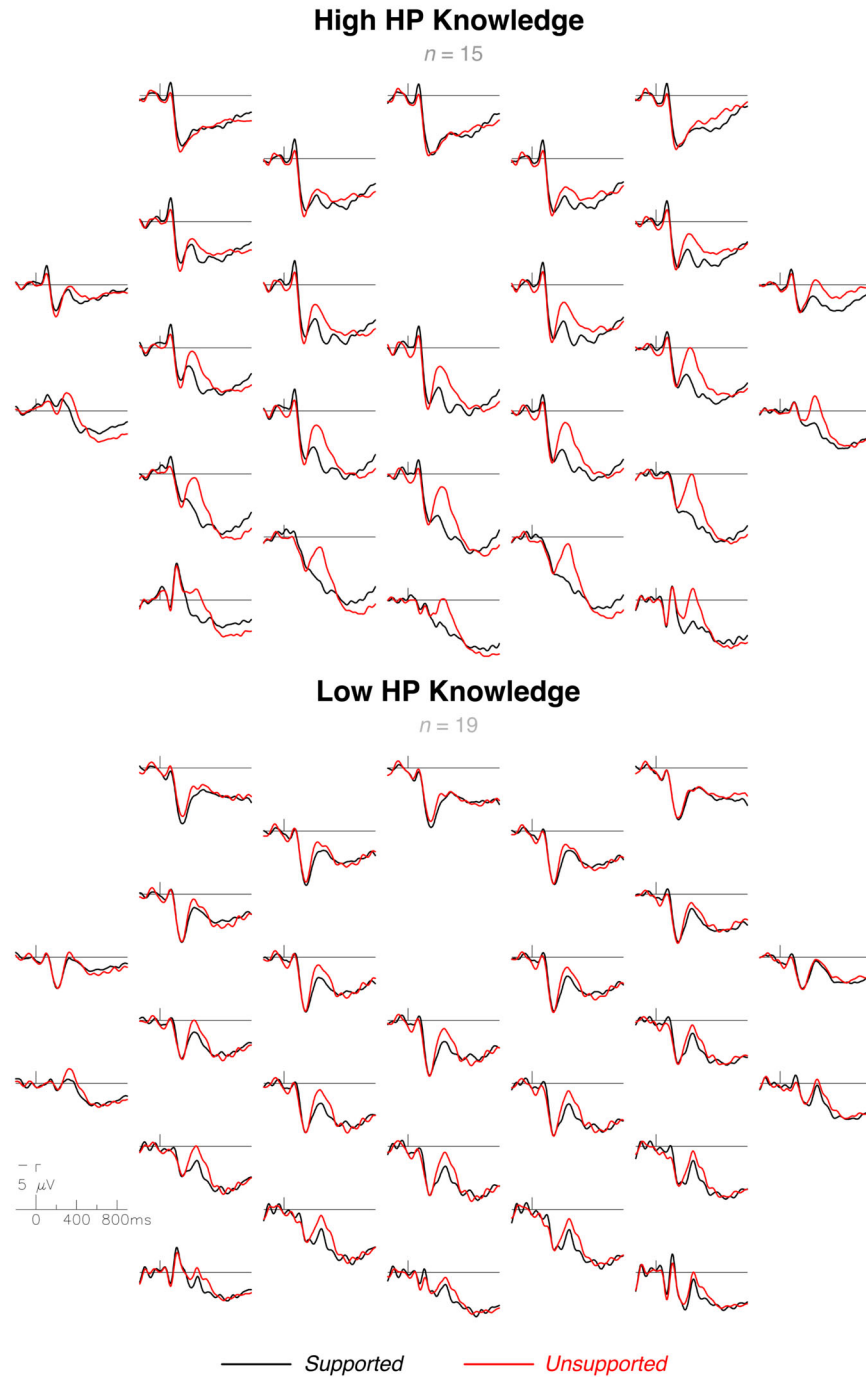 High HP Knowledge
n = 15
Low HP Knowledge
n = 19
5 μV
0 400 800ms
Supported
Unsupported